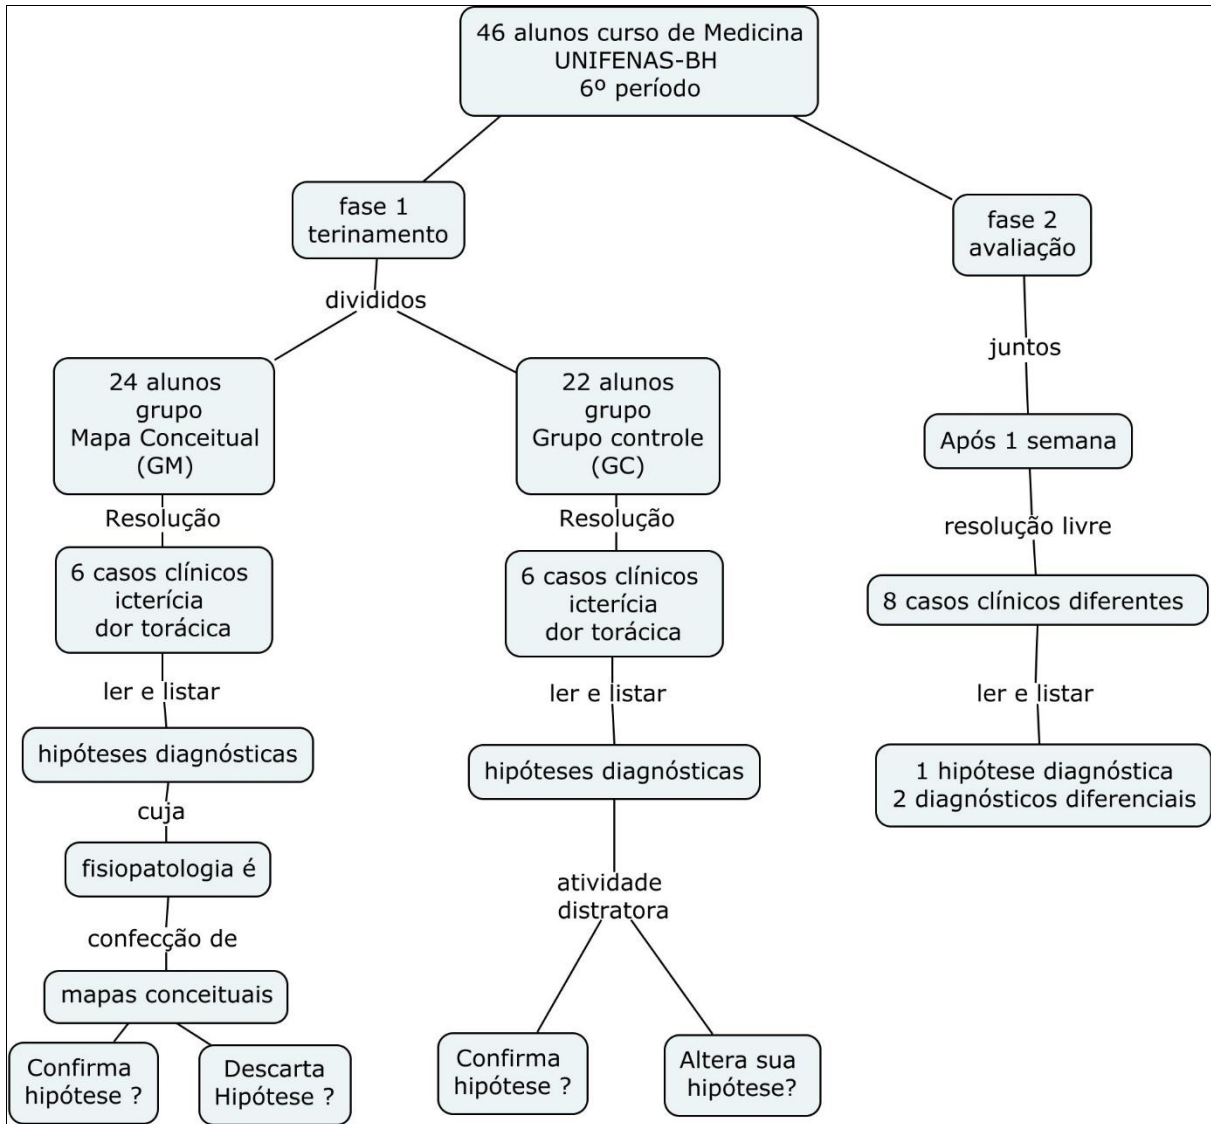 46 alunos curso de Medicina
UNIFENAS-BH
6º período
fase 1
terinamento
divididos
24 alunos
grupo
Mapa Conceitual
(GM)
Resolução
6 casos clínicos
icterícia
dor torácica
ler e listar
hipóteses diagnósticas
cuja
fisiopatologia é
confecção de
mapas conceituais
Confirma
hipótese ?
Descarta
Hipótese ?
22 alunos
grupo
Grupo controle
(GC)
Resolução
6 casos clínicos
icterícia
dor torácica
ler e listar
hipóteses diagnósticas
atividade
distratora
Confirma
hipótese ?
Altera sua
hipótese?
fase 2
avaliação
juntos
Após 1 semana
resolução livre
8 casos clínicos diferentes
ler e listar
1 hipótese diagnóstica
2 diagnósticos diferenciais